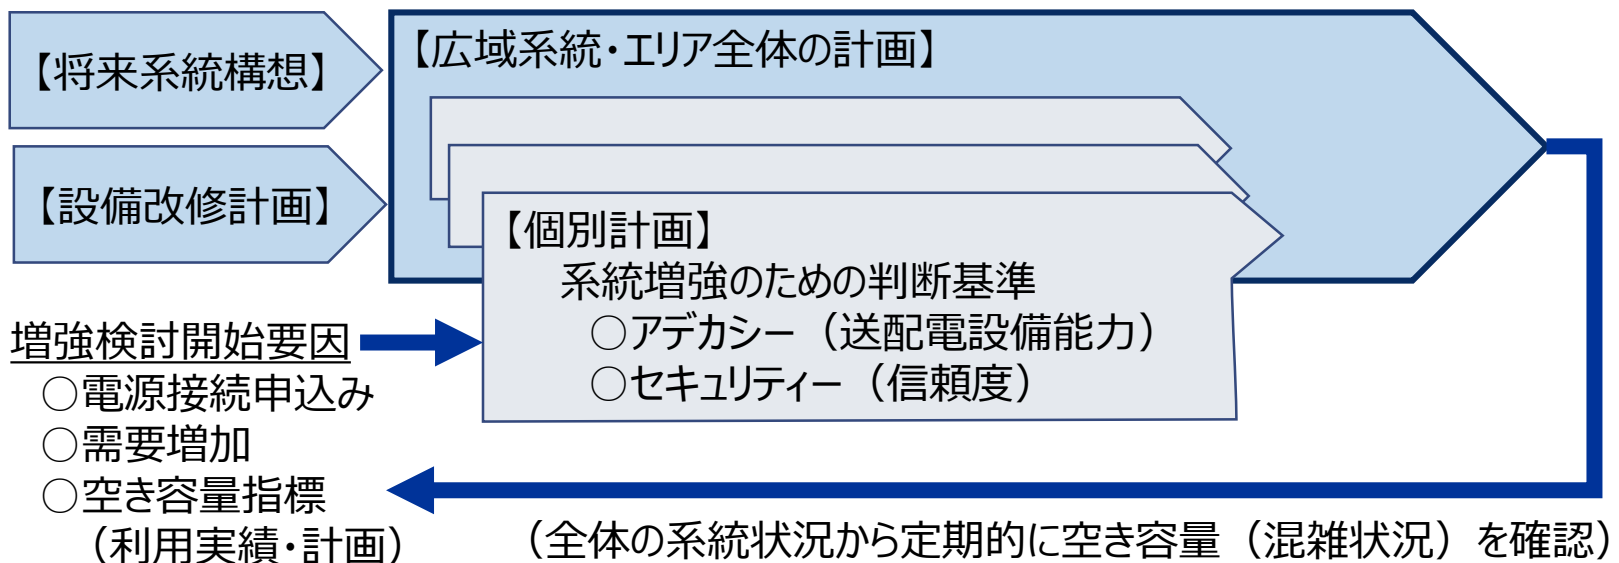 【将来系統構想】
【設備改修計画】
【広域系統・エリア全体の計画】
【個別計画】
系統増強のための判断基準
○アデカシー（送配電設備能力）
○セキュリティー（信頼度）
増強検討開始要因
○電源接続申込み
○需要増加
○空き容量指標
（利用実績・計画）
（全体の系統状況から定期的に空き容量（混雑状況）を確認）